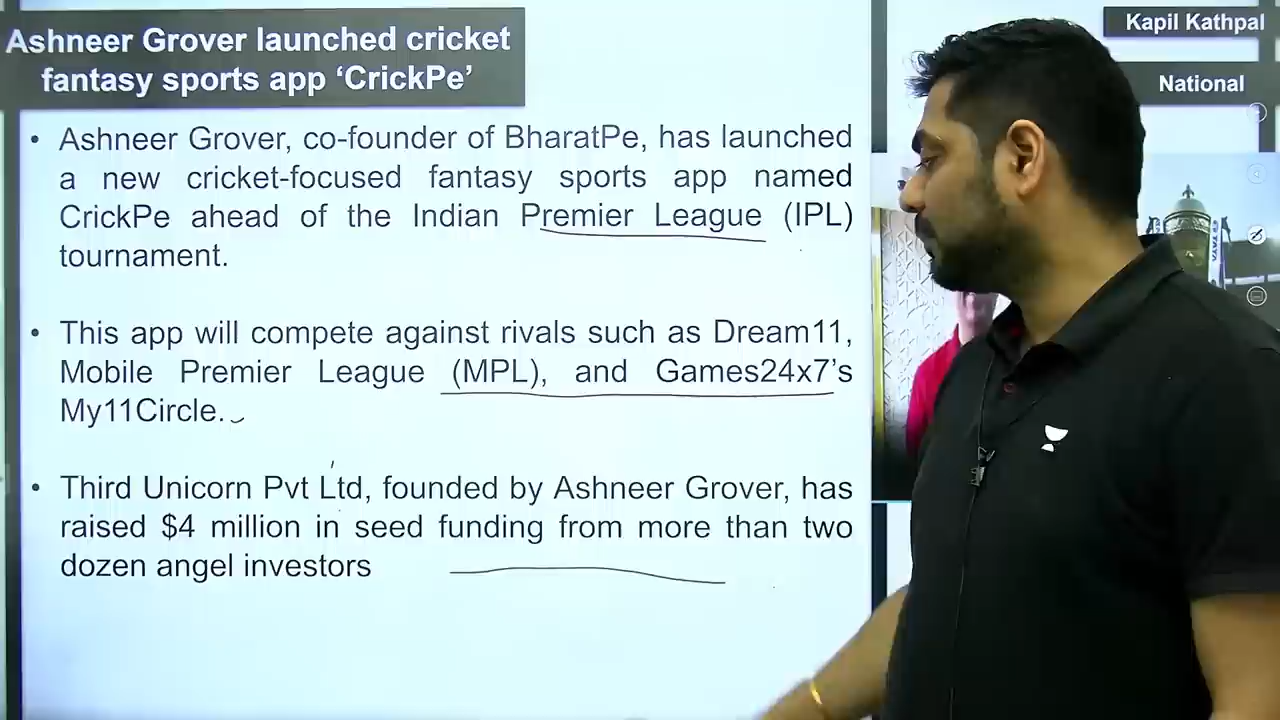 Ashneer Grover launched cricket
fantasy sports app ‘CrickPe’
Kapil Kathpal
National
• Ashneer Grover, co-founder of BharatPe, has launched
a new cricket-focused fantasy sports app named
CrickPe ahead of the Indian Premier League (IPL)
tournament.
• This app will compete against rivals such as Dream11,
Mobile Premier League (MPL), and Games24x7’s
My11Circle.
• Third Unicorn Pvt Ltd, founded by Ashneer Grover, has
raised $4 million in seed funding from more than two
dozen angel investors
TATA